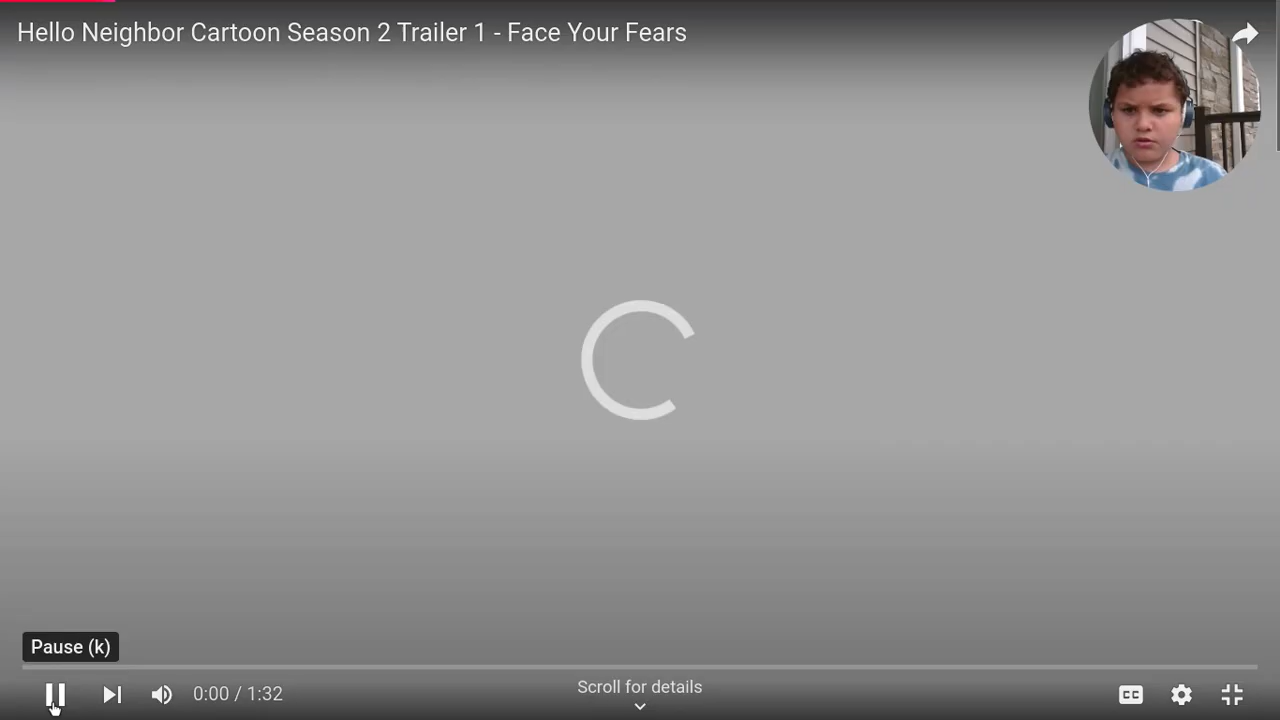 Hello Neighbor Cartoon Season 2 Trailer 1 - Face Your Fears
Pause (k)
0:00 / 1:32
Scroll for details
CC